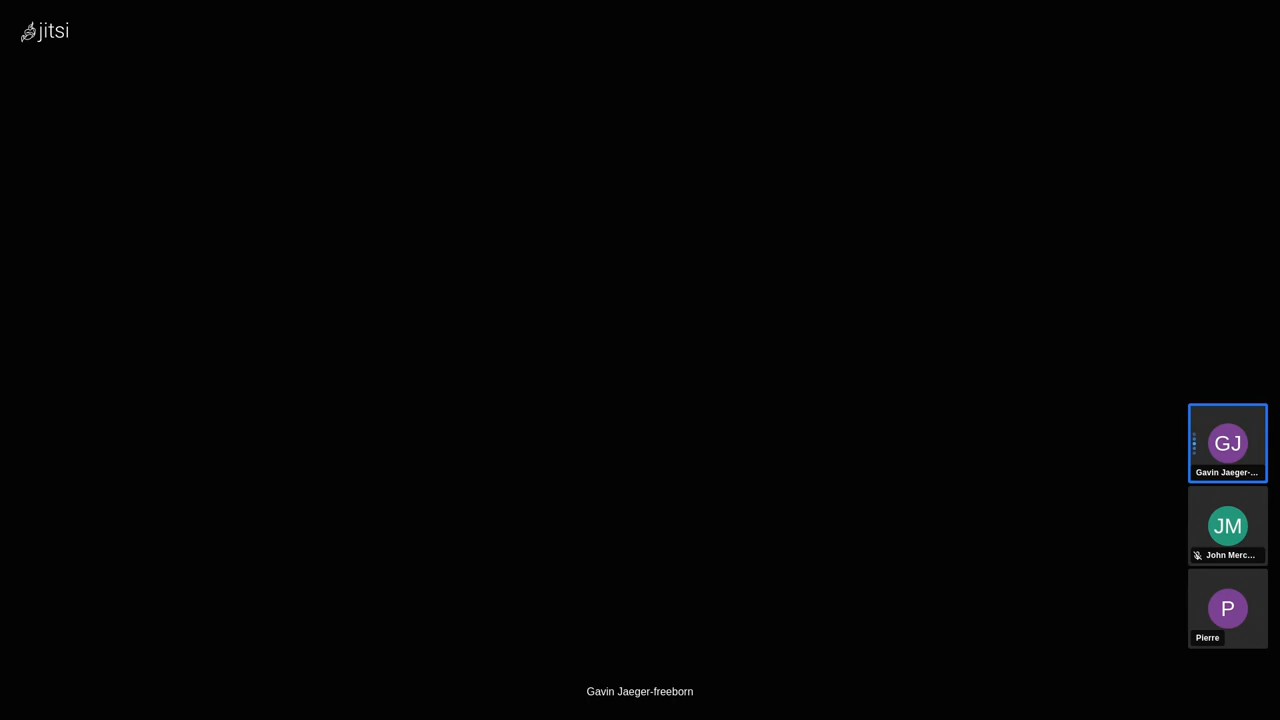 jitsi
GJ
Gavin Jaeger-...
JM
John Merc...
P
Pierre
Gavin Jaeger-freeborn